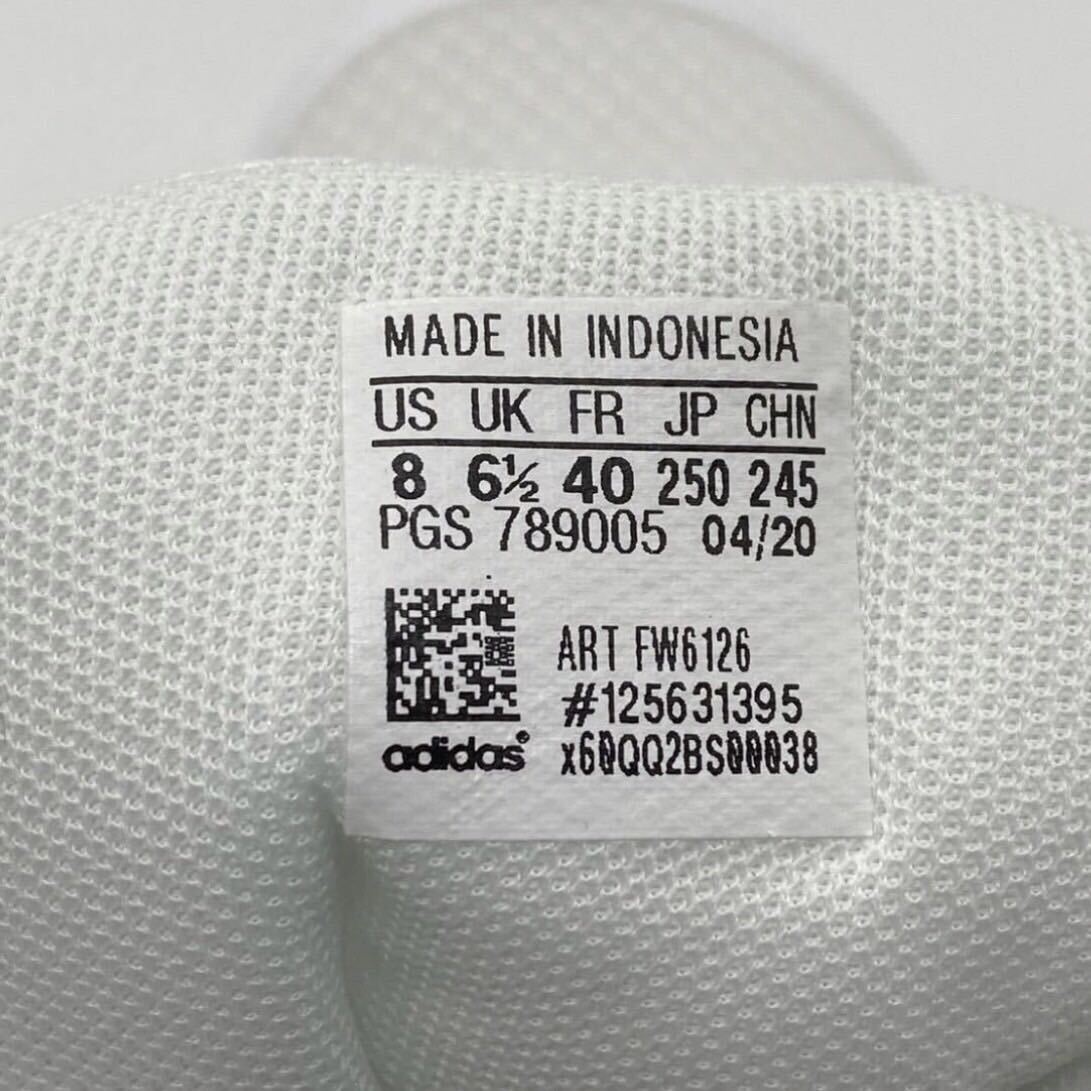 MADE IN INDONESIA
US UK FR JP CHN
8 6½ 40 250 245
PGS 789005 04/20
ART FW6126
#125631395
adidas® x60QQ2BS00038